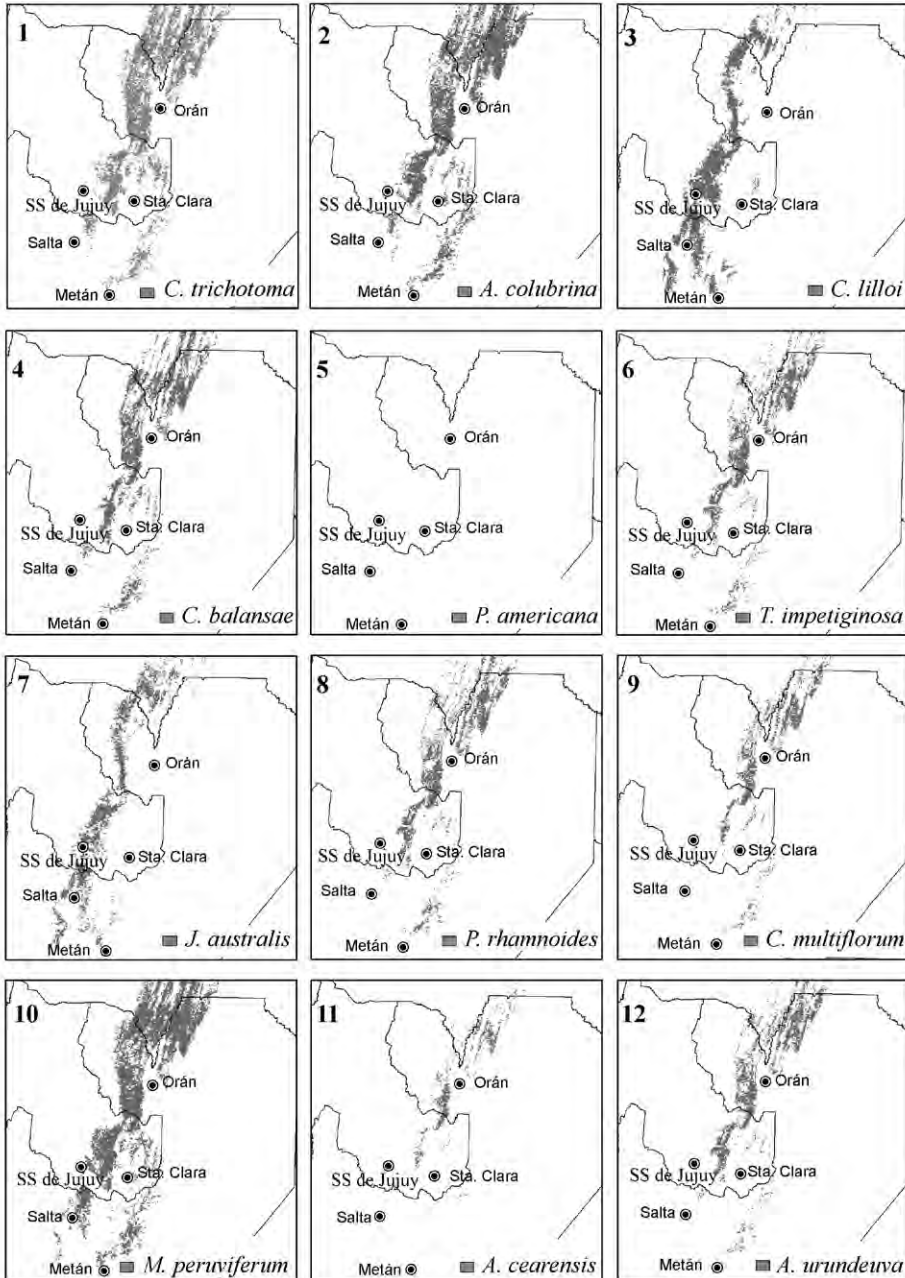 1
Orán
SS de Jujuy
Sta. Clara
Salta
Metán
C. trichotoma
2
Orán
SS de Jujuy
Sta. Clara
Salta
Metán
A. colubrina
3
Orán
SS de Jujuy
Sta. Clara
Salta
Metán
C. lilloi
4
Orán
SS de Jujuy
Sta. Clara
Salta
Metán
C. balansae
5
Orán
SS de Jujuy
Sta. Clara
Salta
Metán
P. americana
6
Orán
SS de Jujuy
Sta. Clara
Salta
Metán
T. impetiginosa
7
Orán
SS de Jujuy
Sta. Clara
Salta
Metán
J. australis
8
Orán
SS de Jujuy
Sta. Clara
Salta
Metán
P. rhamnoides
9
Orán
SS de Jujuy
Sta. Clara
Salta
Metán
C. multiflorum
10
Orán
SS de Jujuy
Sta. Clara
Salta
Metán
M. peruviferum
11
Orán
SS de Jujuy
Sta. Clara
Salta
Metán
A. cearensis
12
Orán
SS de Jujuy
Sta. Clara
Salta
Metán
A. urundeuva